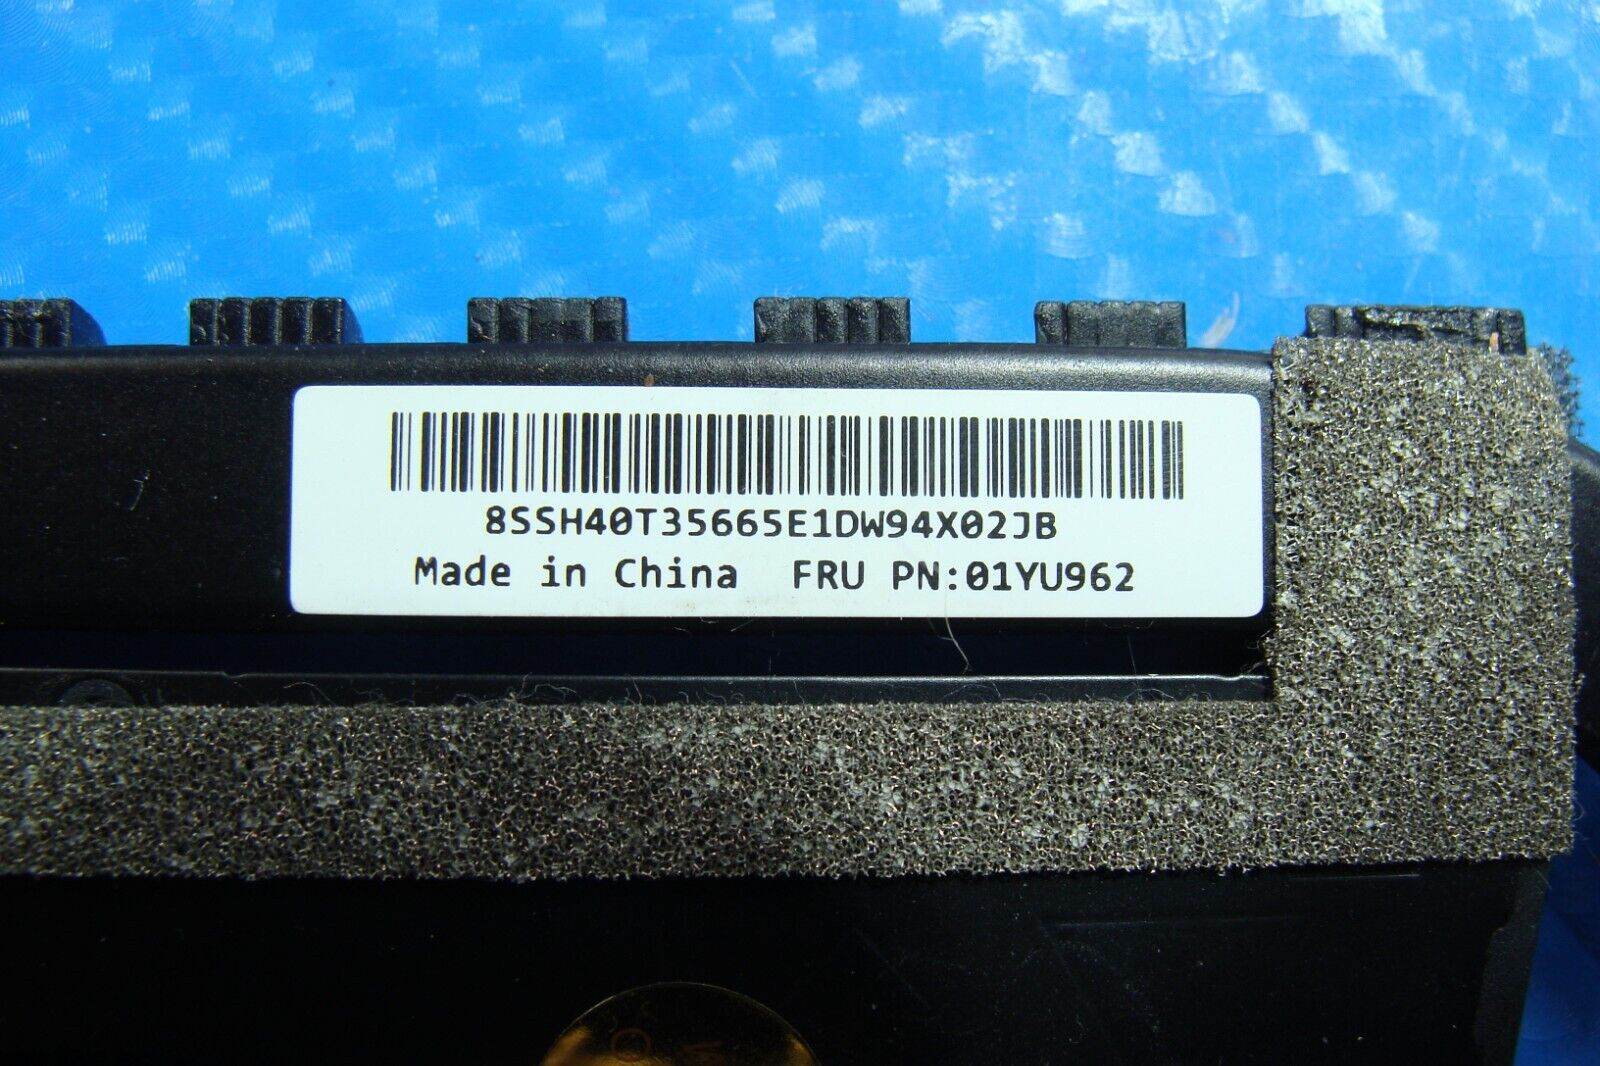 8SSH40T35665E1DW94X02JB
Made in China FRU PN:01YU962